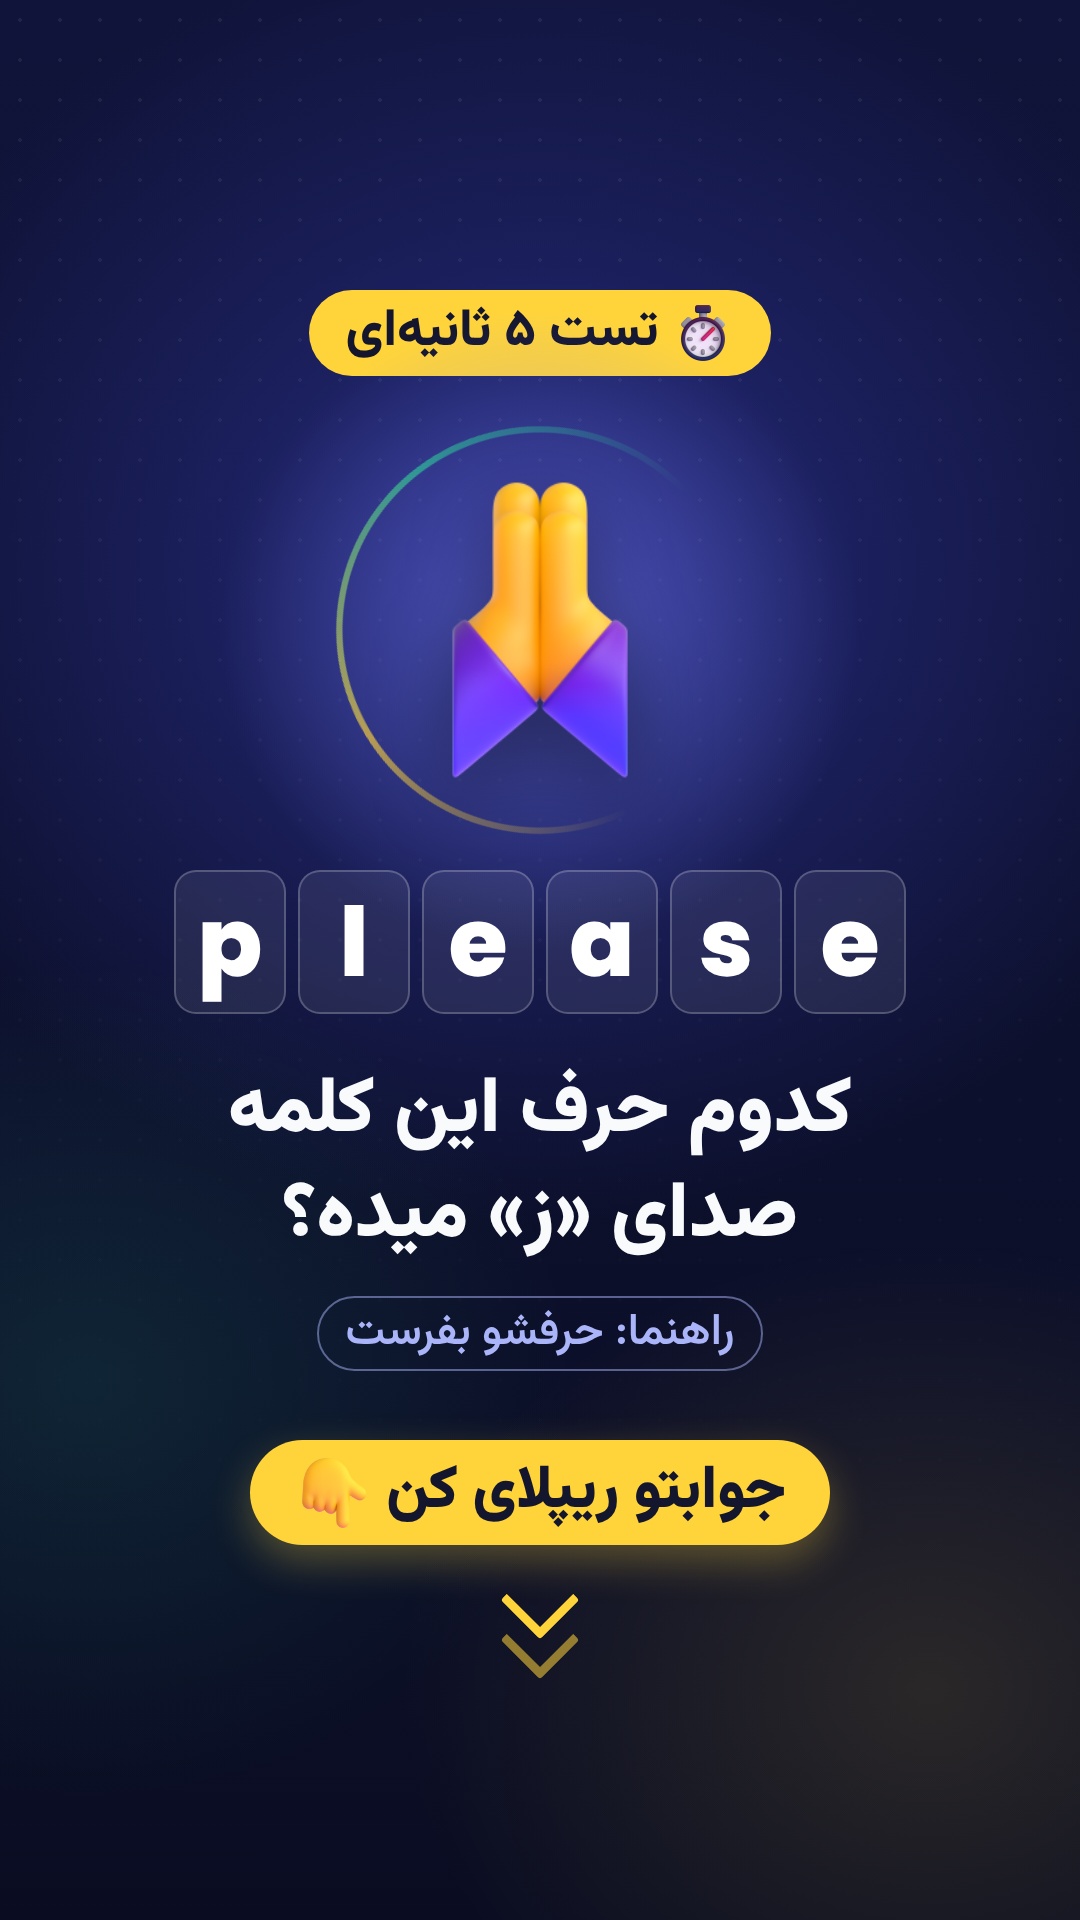 تست ۵ ثانیه‌ای
please
کدوم حرف این کلمه
صدای «ز» میده؟
راهنما: حرفشو بفرست
جوابتو ریپلای کن